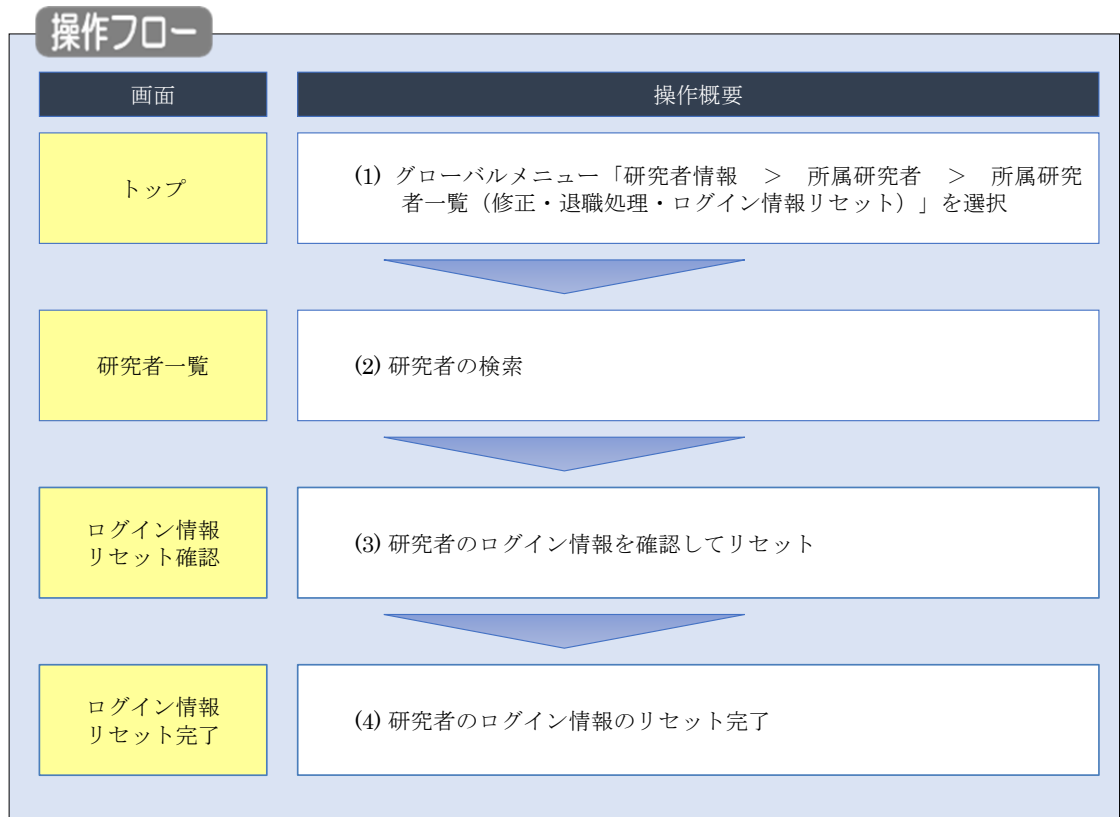 操作フロー
画面
操作概要
トップ
(1) グローバルメニュー「研究者情報 > 所属研究者 > 所属研究
者一覧（修正・退職処理・ログイン情報リセット）」を選択
研究者一覧
(2) 研究者の検索
ログイン情報
リセット確認
(3) 研究者のログイン情報を確認してリセット
ログイン情報
リセット完了
(4) 研究者のログイン情報のリセット完了